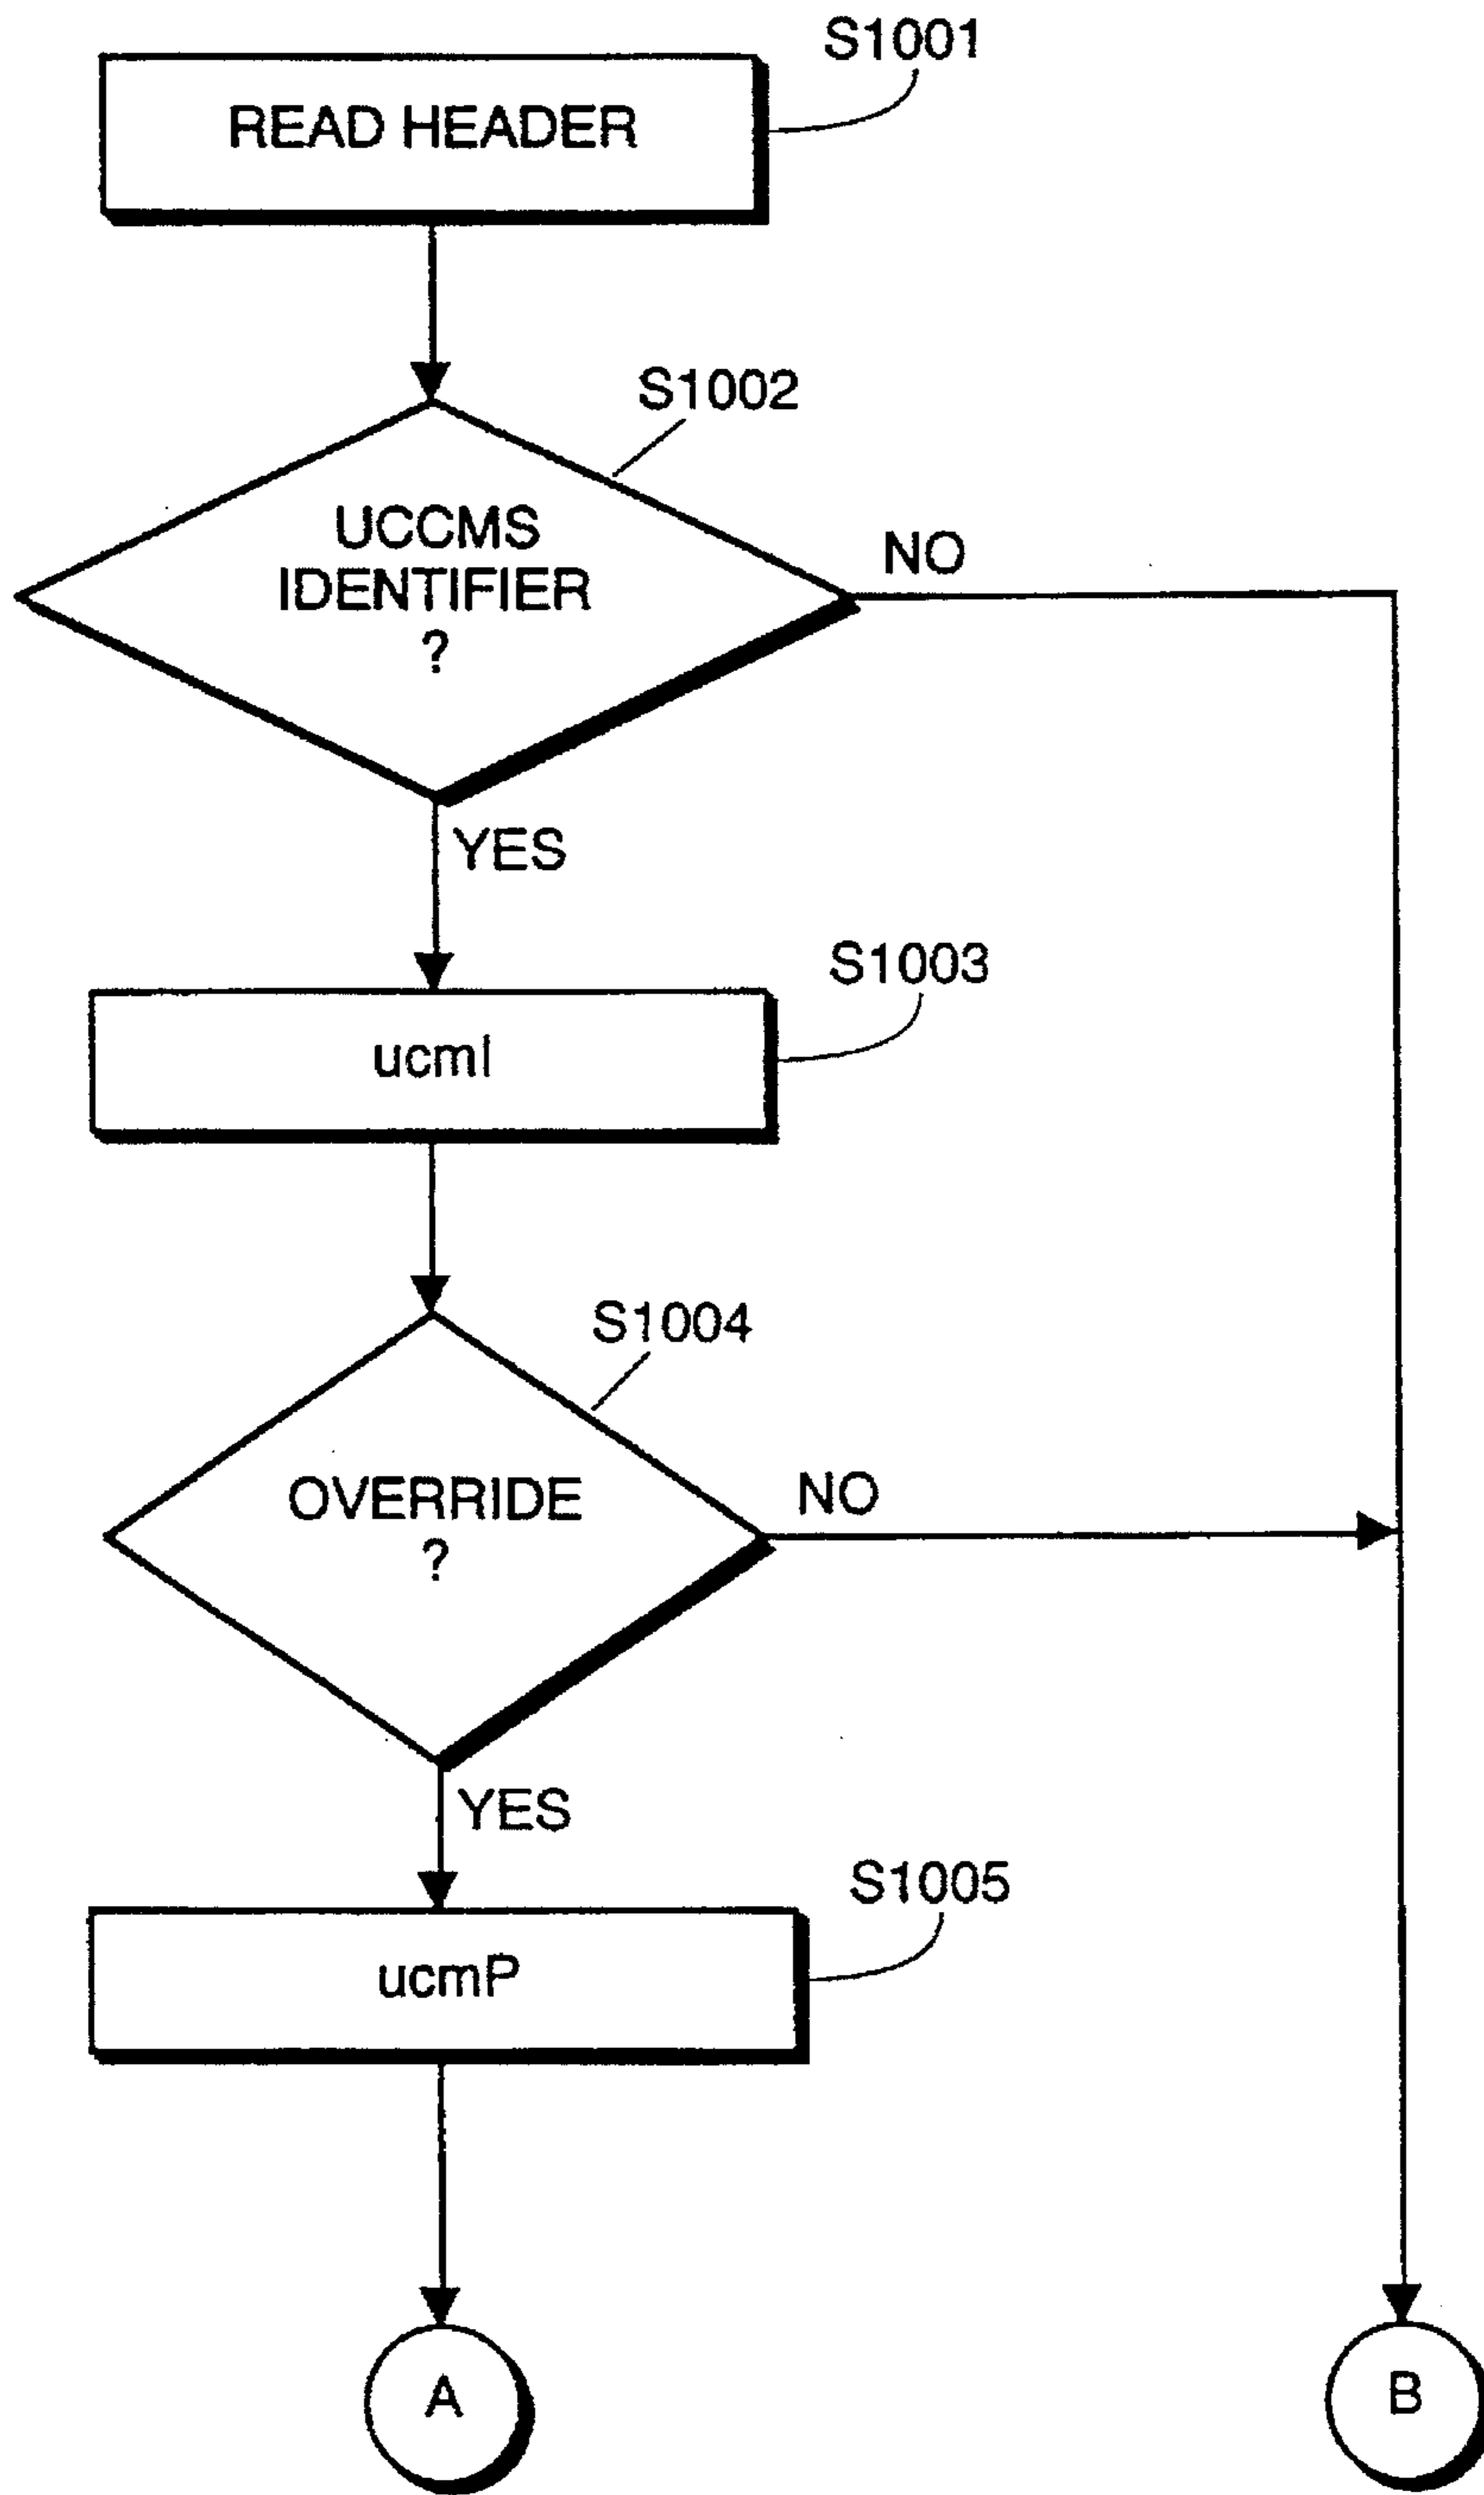 S1001
READ HEADER
S1002
UCCMS
IDENTIFIER
?
NO
YES
S1003
ucmI
S1004
OVERRIDE
?
NO
YES
S1005
ucmP
A
B